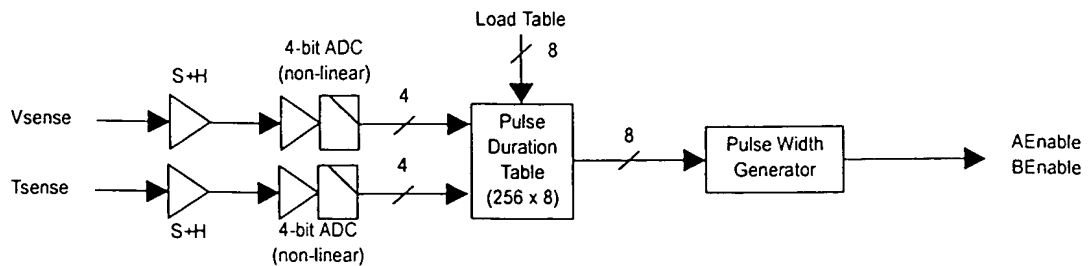 Load Table
8
4-bit ADC
(non-linear)
S+H
4
Vsense
Pulse
Duration
Table
(256 x 8)
8
Pulse Width
Generator
AEnable
BEnable
Tsense
4
S+H
4-bit ADC
(non-linear)